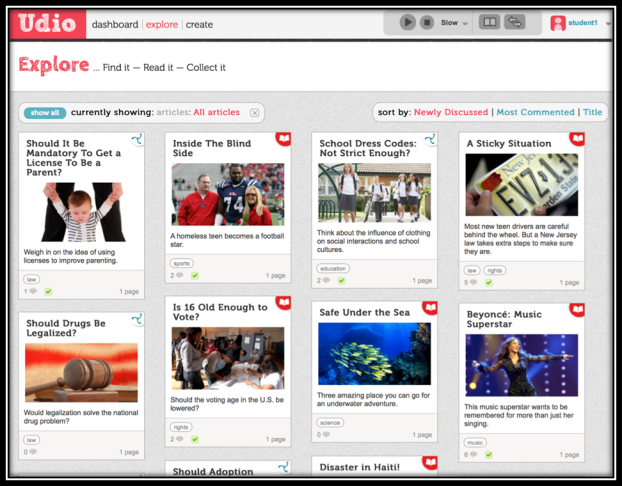 Udio
dashboard | explore | create
Slow
student1
Explore ... Find it — Read it — Collect it
show all currently showing: articles: All articles
sort by: Newly Discussed | Most Commented | Title
Should It Be
Mandatory To Get a
License To Be a
Parent?
Weigh in on the idea of using
licenses to improve parenting.
law
1
1 page
Inside The Blind
Side
A homeless teen becomes a football
star.
sports
2
1 page
School Dress Codes:
Not Strict Enough?
Think about the influence of clothing
on social interactions and school
cultures.
education
2
1 page
A Sticky Situation
New Jersey
EVZ
Garden State
Most new teen drivers are careful
behind the wheel. But a New Jersey
law takes extra steps to make sure
they are.
law rights
5
1 page
Should Drugs Be
Legalized?
Would legalization solve the national
drug problem?
law
0
1 page
Is 16 Old Enough to
Vote?
Should the voting age in the U.S. be
lowered?
rights
2
1 page
Safe Under the Sea
Three amazing place you can go for
an underwater adventure.
science
0
1 page
Beyoncé: Music
Superstar
This music superstar wants to be
remembered for more than just her
singing.
music
6
1 page
Should Adoption
Disaster in Haiti!